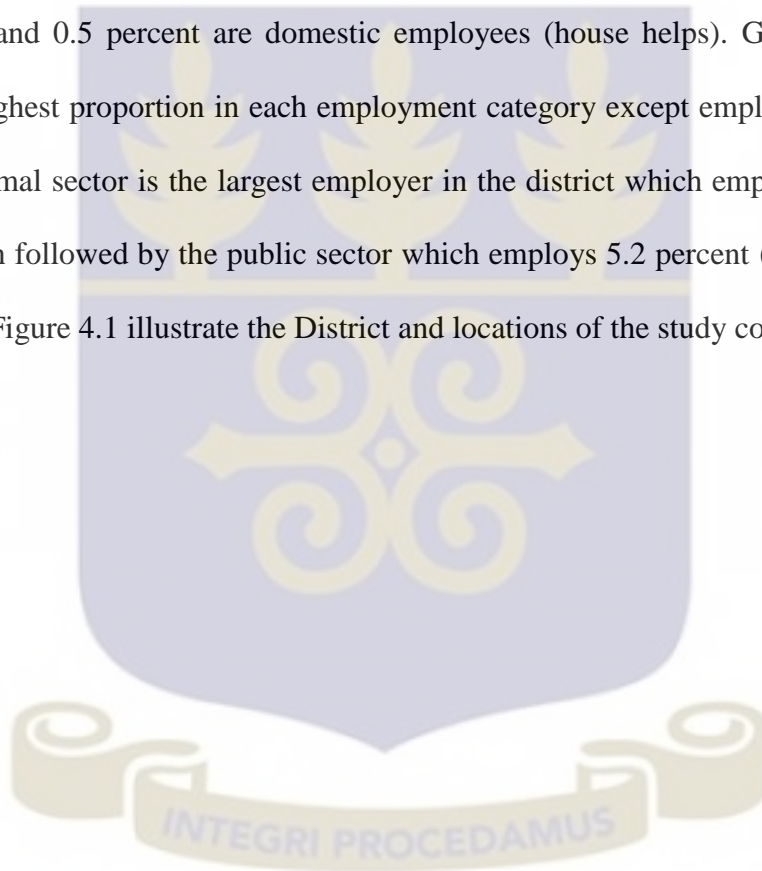 and 0.5 percent are domestic employees (house helps). G
ghest proportion in each employment category except empl
mal sector is the largest employer in the district which emp
followed by the public sector which employs 5.2 percent (
Figure 4.1 illustrate the District and locations of the study co
INTEGRI PROCEDAMUS